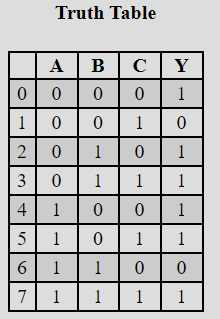 Truth Table
A B C Y
0 0 0 0 1
1 0 0 1 0
2 0 1 0 1
3 0 1 1 1
4 1 0 0 1
5 1 0 1 1
6 1 1 0 0
7 1 1 1 1